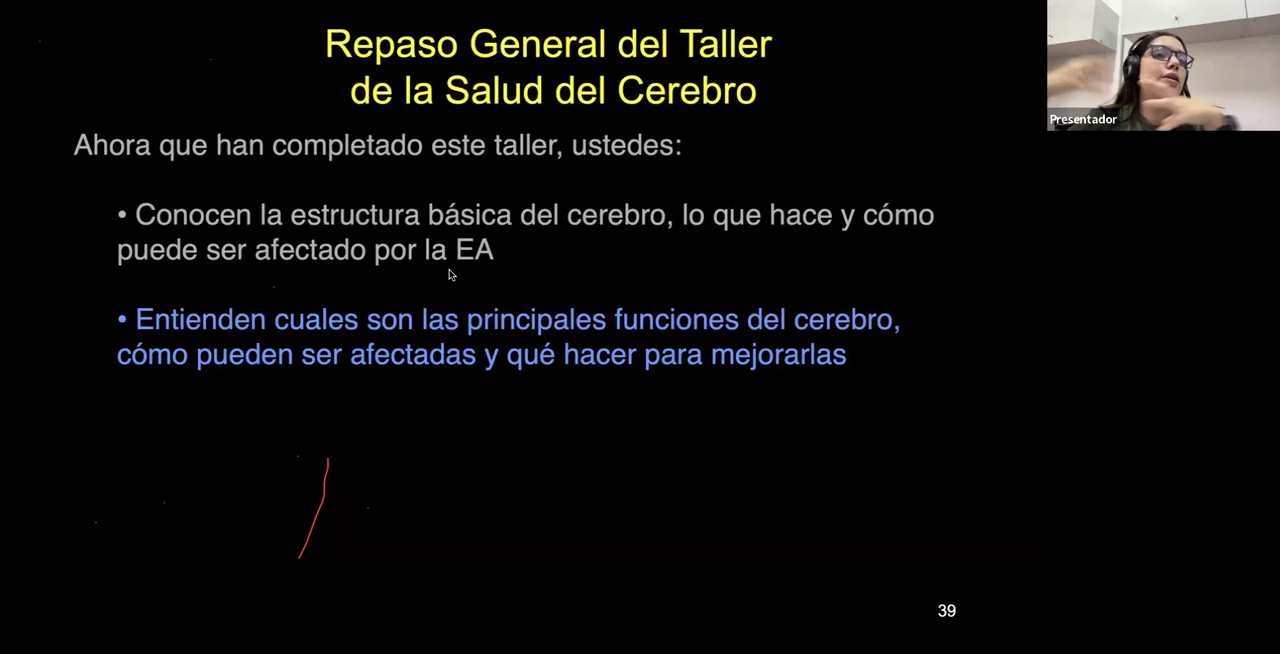 Repaso General del Taller
de la Salud del Cerebro
Presentador
Ahora que han completado este taller, ustedes:
• Conocen la estructura básica del cerebro, lo que hace y cómo
puede ser afectado por la EA
• Entienden cuales son las principales funciones del cerebro,
cómo pueden ser afectadas y qué hacer para mejorarlas
39